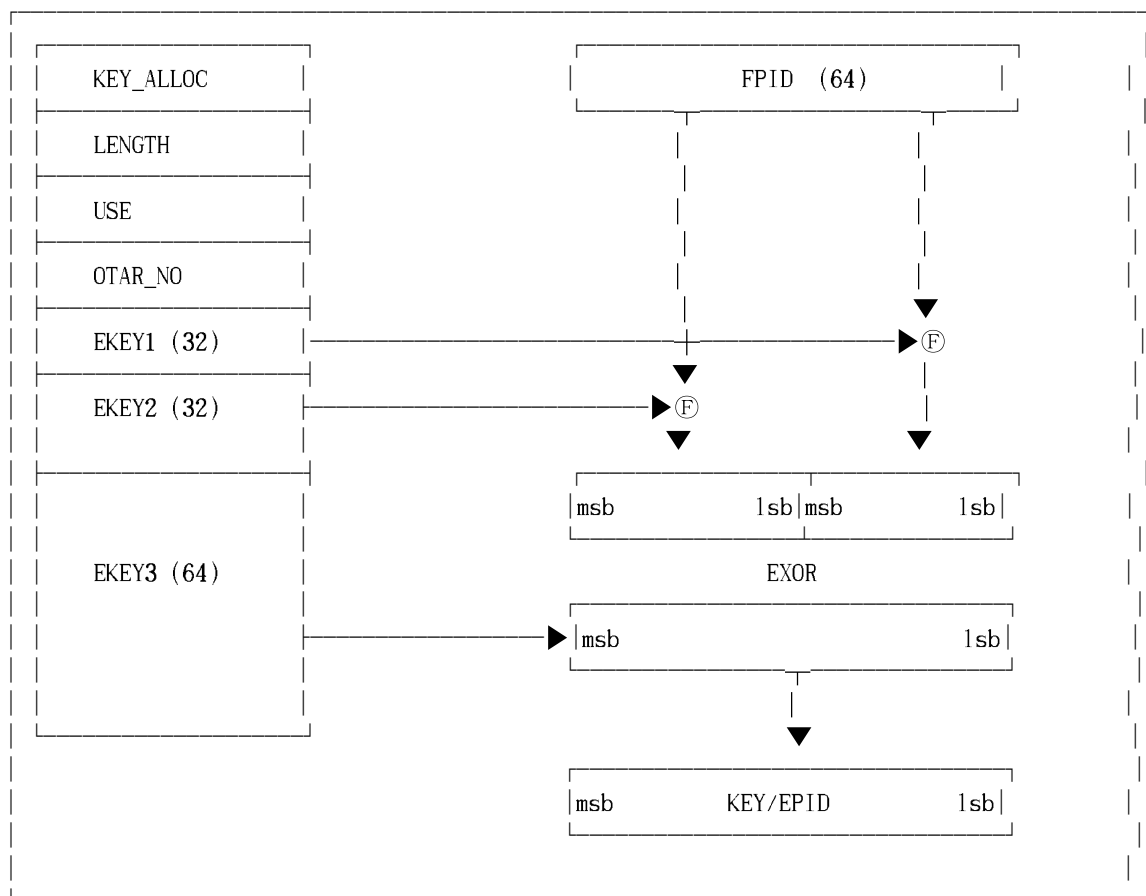 KEY_ALLOC
FPID (64)
LENGTH
USE
OTAR_NO
EKEY1 (32)
Ⓕ
EKEY2 (32)
Ⓕ
msb lsb msb lsb
EKEY3 (64)
EXOR
msb lsb
msb KEY/EPID lsb